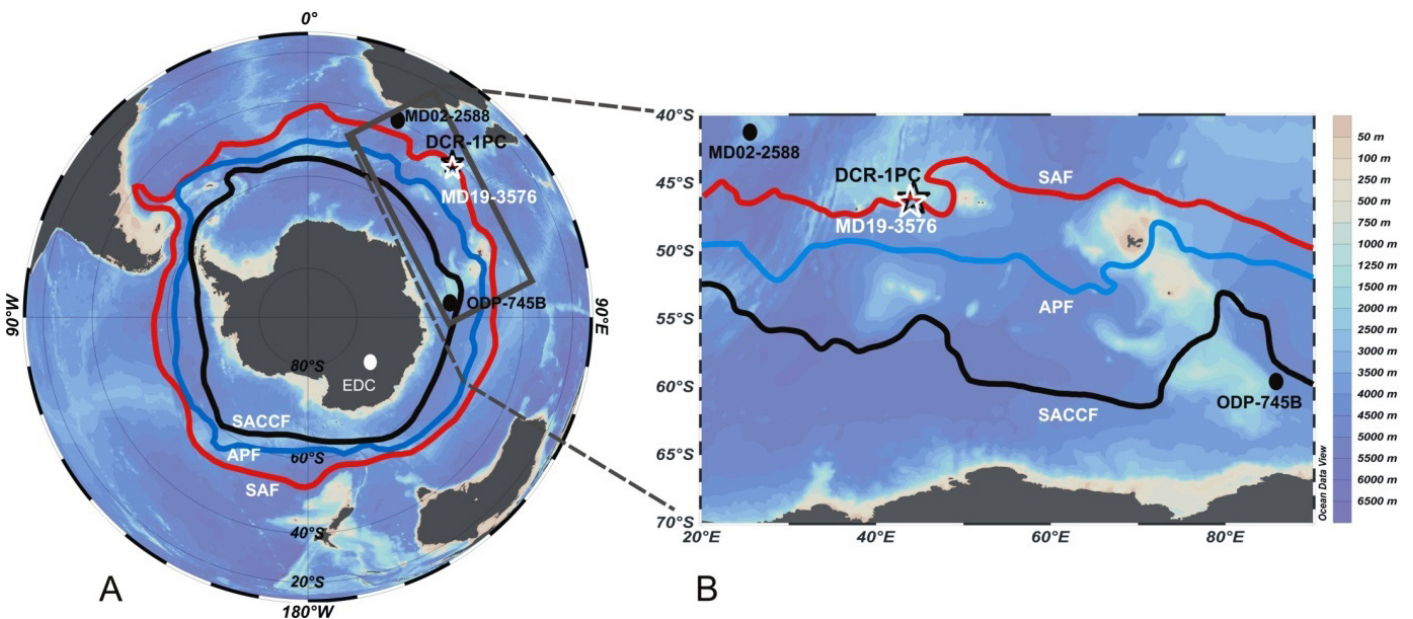 0°
MD02-2588
DCR-1PC
MD19-3576
ODP-745B
90°W
90°E
80°S
EDC
SACCF
APF
60°S
SAF
40°S
20°S
A
180°W
40°S
MD02-2588
DCR-1PC
SAF
45°S
MD19-3576
50°S
APF
55°S
60°S
ODP-745B
SACCF
65°S
70°S
20°E
40°E
60°E
80°E
B
Ocean Data View
50 m
100 m
250 m
500 m
750 m
1000 m
1250 m
1500 m
2000 m
2500 m
3000 m
3500 m
4000 m
4500 m
5000 m
5500 m
6000 m
6500 m